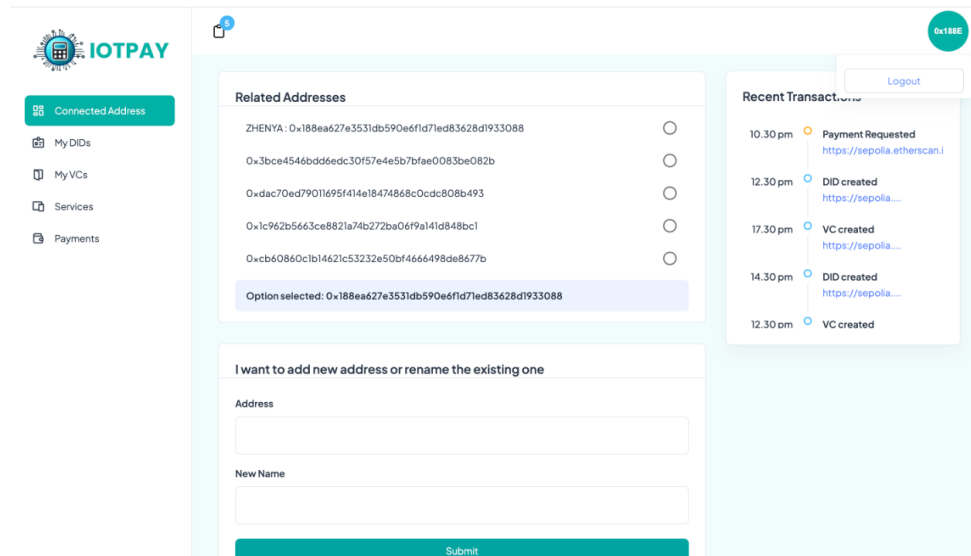 IOTPAY
5
0x188E
Logout
Connected Address
My DIDs
My VCs
Services
Payments
Related Addresses
ZHENYA : 0x188ea627e3531db590e6f1d71ed83628d1933088
0x3bce4546bdd6edc30f57e4e5b7bfae0083be082b
0xdac70ed79011695f414e18474868c0cdc808b493
0x1c962b5663ce8821a74b272ba06f9a141d848bc1
0xcb60860c1b14621c53232e50bf4666498de8677b
Option selected: 0x188ea627e3531db590e6f1d71ed83628d1933088
I want to add new address or rename the existing one
Address
New Name
Submit
Recent Transactions
10.30 pm Payment Requested
https://sepolia.etherscan.i
12.30 pm DID created
https://sepolia....
17.30 pm VC created
https://sepolia....
14.30 pm DID created
https://sepolia....
12.30 pm VC created